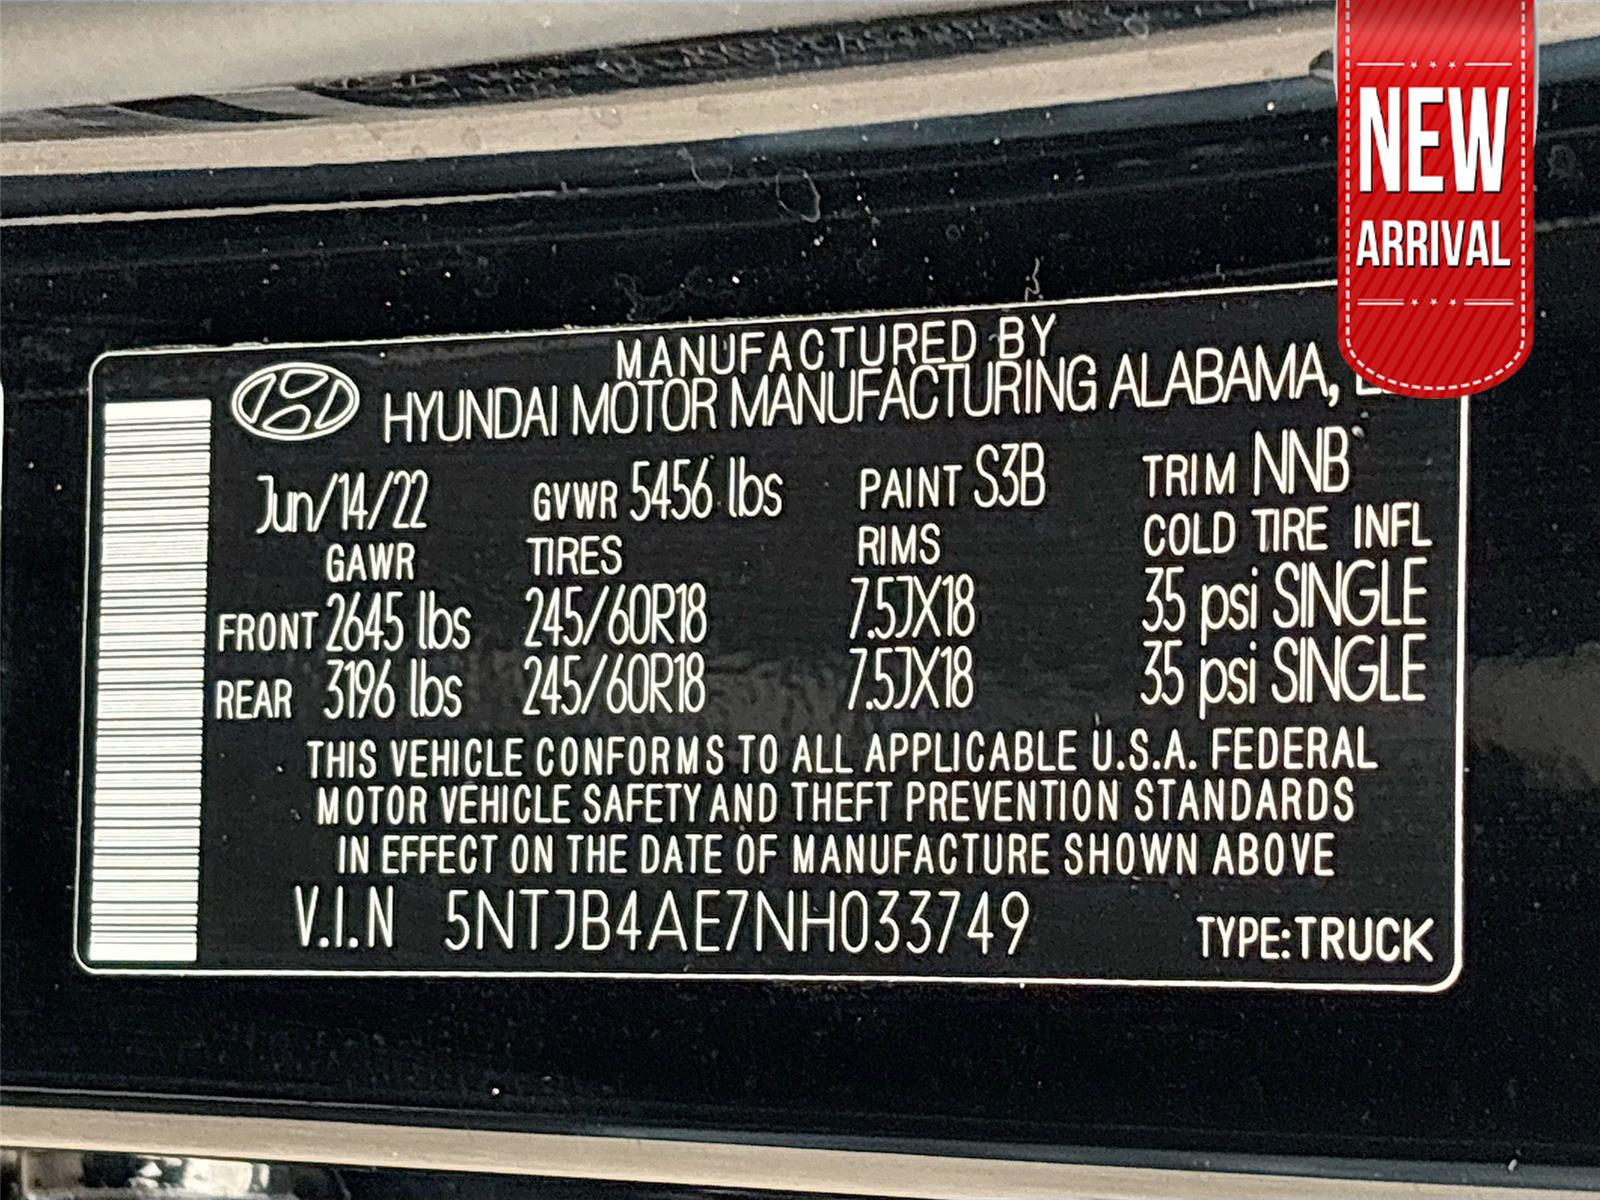 NEW
ARRIVAL
MANUFACTURED BY
HYUNDAI MOTOR MANUFACTURING ALABAMA,
Jun/14/22 GVWR 5456 lbs PAINT S3B TRIM NNB
GAWR TIRES RIMS COLD TIRE INFL
FRONT 2645 lbs 245/60R18 7.5JX18 35 psi SINGLE
REAR 3196 lbs 245/60R18 7.5JX18 35 psi SINGLE
THIS VEHICLE CONFORMS TO ALL APPLICABLE U.S.A. FEDERAL
MOTOR VEHICLE SAFETY AND THEFT PREVENTION STANDARDS
IN EFFECT ON THE DATE OF MANUFACTURE SHOWN ABOVE
V.I.N 5NTJB4AE7NH033749 TYPE:TRUCK